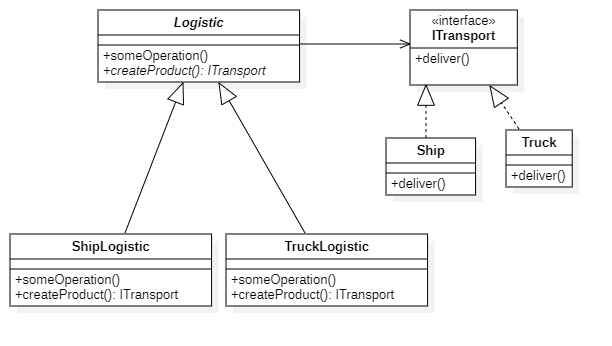 Logistic
+someOperation()
+createProduct(): ITransport
«interface»
ITransport
+deliver()
Ship
+deliver()
Truck
+deliver()
ShipLogistic
+someOperation()
+createProduct(): ITransport
TruckLogistic
+someOperation()
+createProduct(): ITransport